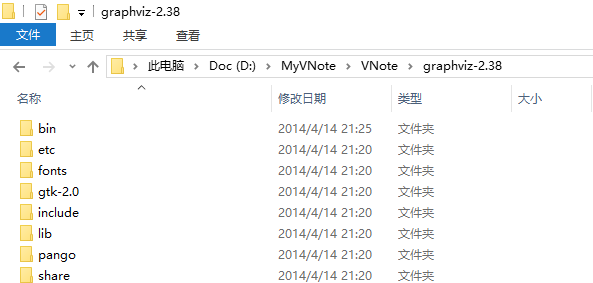 graphviz-2.38
文件 主页 共享 查看
此电脑 Doc (D:) MyVNote VNote graphviz-2.38
名称 修改日期 类型 大小
bin 2014/4/14 21:25 文件夹
etc 2014/4/14 21:20 文件夹
fonts 2014/4/14 21:20 文件夹
gtk-2.0 2014/4/14 21:20 文件夹
include 2014/4/14 21:20 文件夹
lib 2014/4/14 21:20 文件夹
pango 2014/4/14 21:20 文件夹
share 2014/4/14 21:20 文件夹